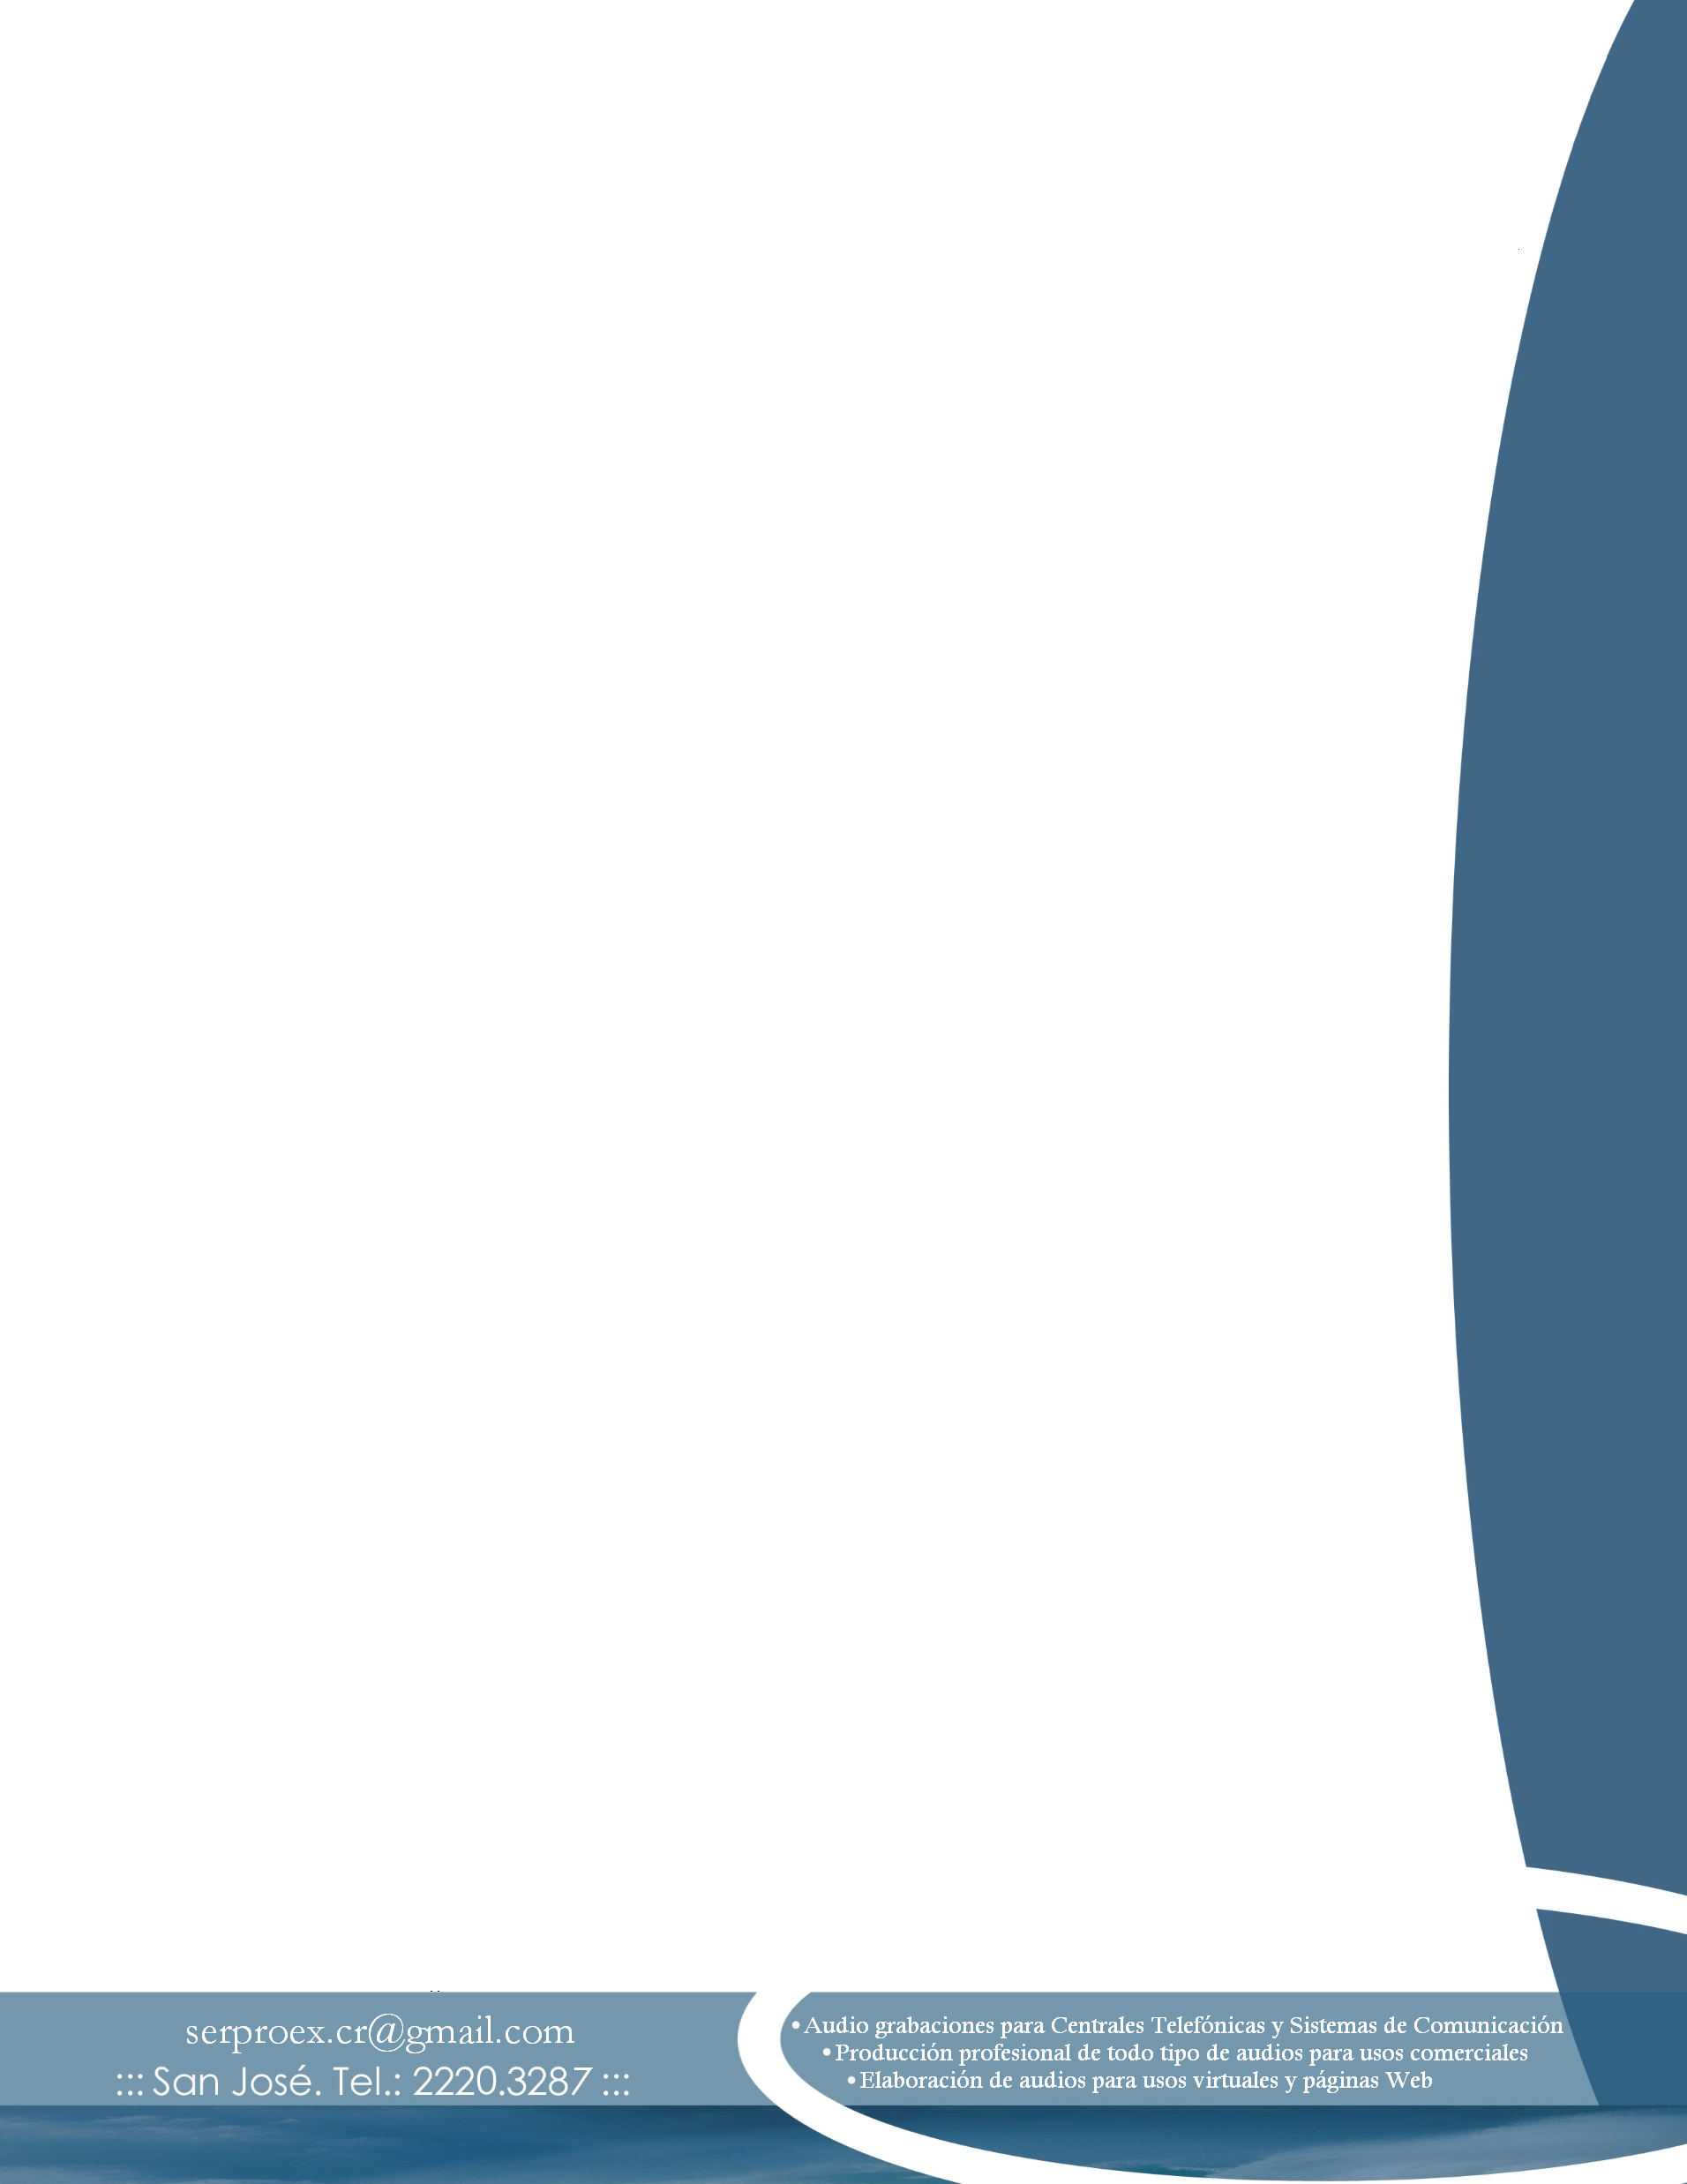 serproex.cr@gmail.com
::: San José. Tel.: 2220.3287 :::
•Audio grabaciones para Centrales Telefónicas y Sistemas de Comunicación
•Producción profesional de todo tipo de audios para usos comerciales
•Elaboración de audios para usos virtuales y páginas Web